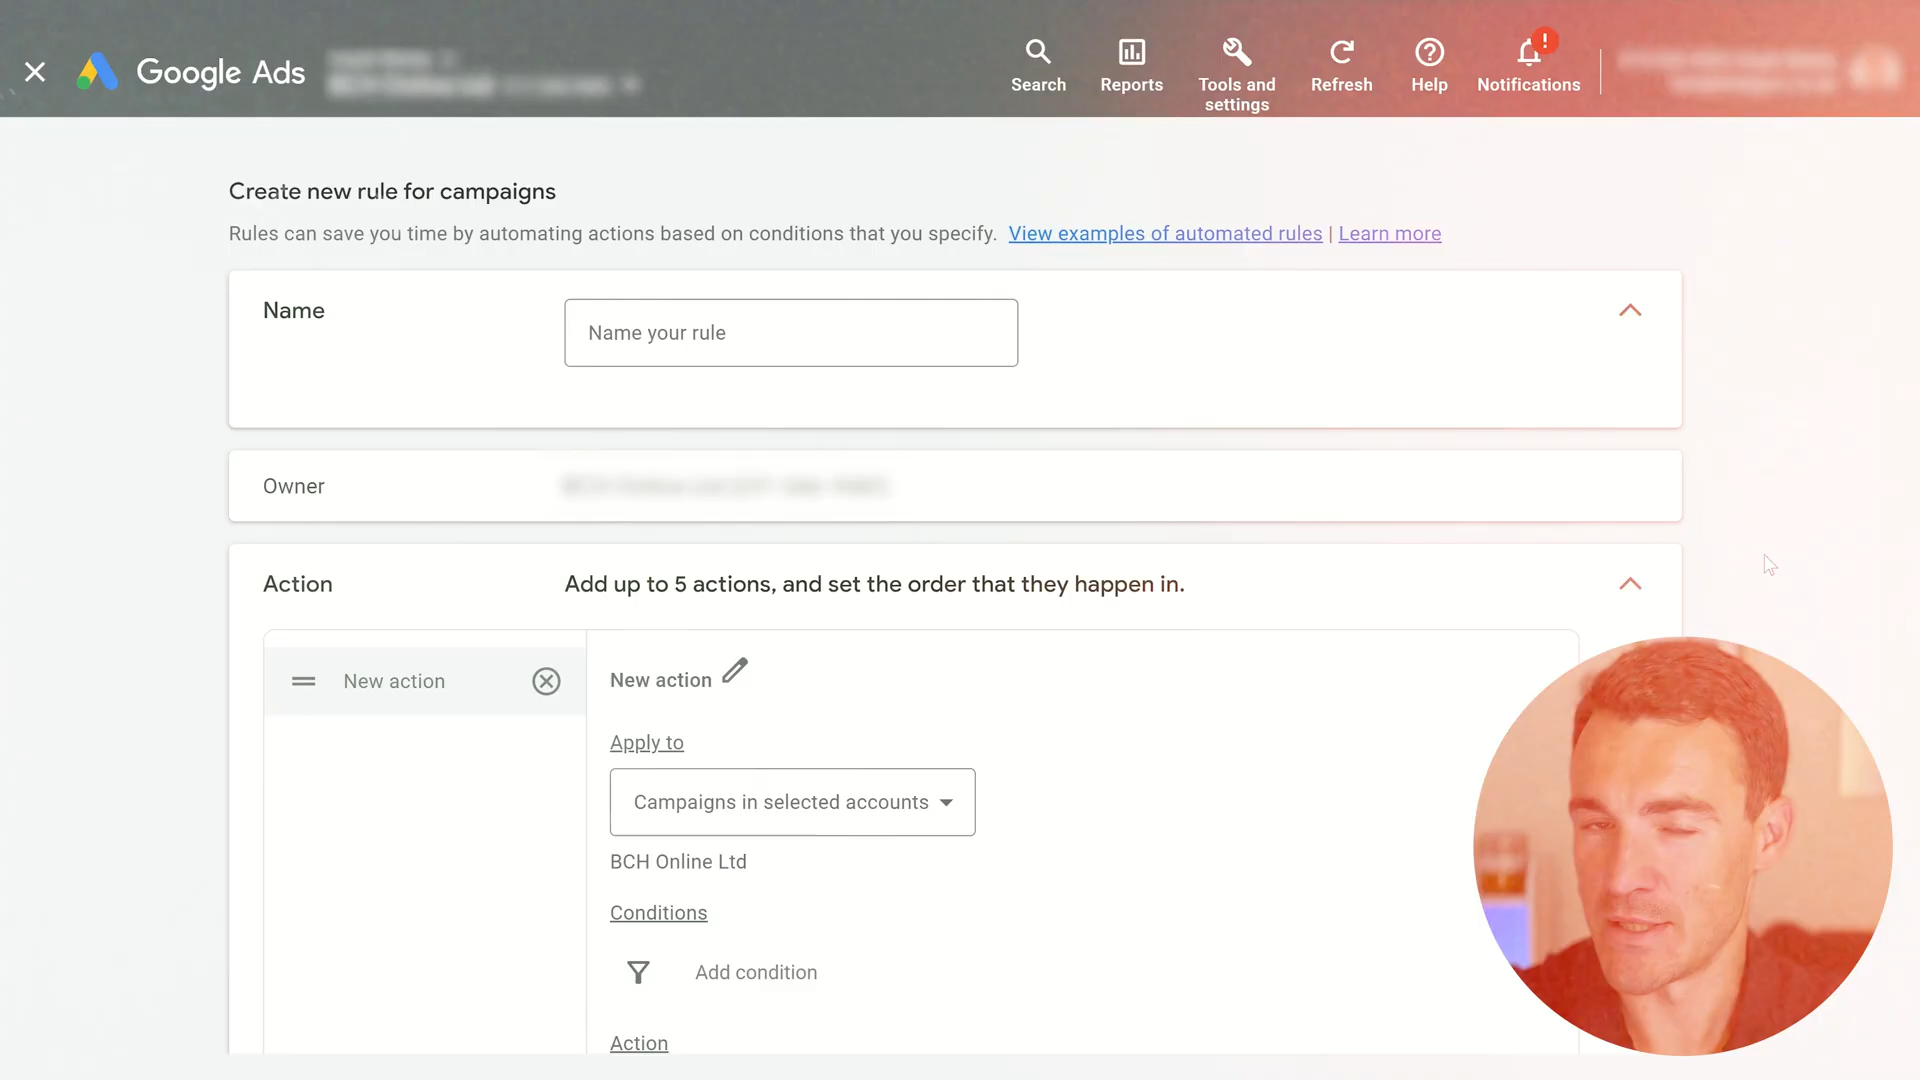 Google Ads
Search
Reports
Tools and
settings
Refresh
Help
Notifications
Create new rule for campaigns
Rules can save you time by automating actions based on conditions that you specify. View examples of automated rules | Learn more
Name
Name your rule
Owner
Action
Add up to 5 actions, and set the order that they happen in.
New action
New action
Apply to
Campaigns in selected accounts
BCH Online Ltd
Conditions
Add condition
Action